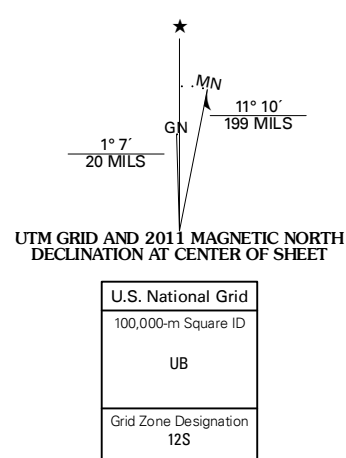 ★
MN
GN
11° 10´
199 MILS
1° 7´
20 MILS
UTM GRID AND 2011 MAGNETIC NORTH
DECLINATION AT CENTER OF SHEET
U.S. National Grid
100,000-m Square ID
UB
Grid Zone Designation
12S